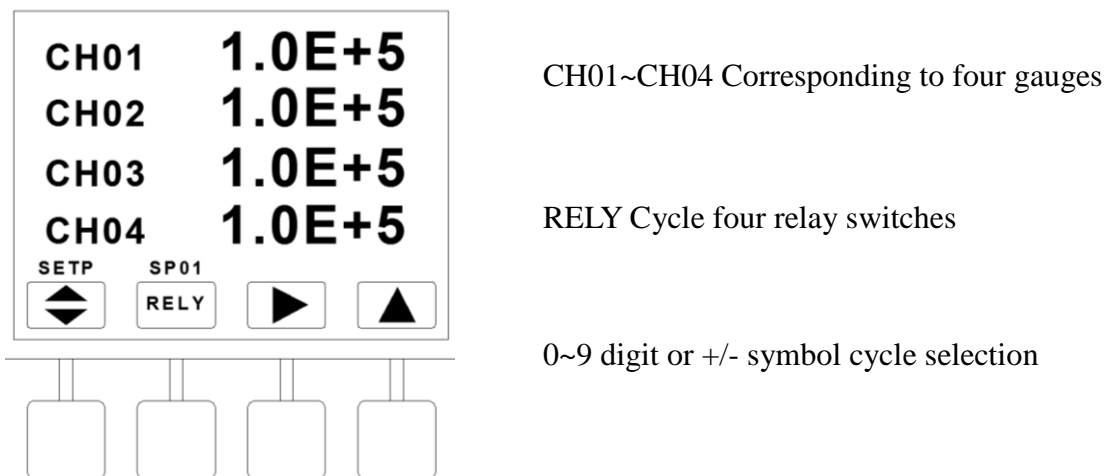 CH01 1.0E+5
CH02 1.0E+5
CH03 1.0E+5
CH04 1.0E+5
SETP SP01
RELY
CH01~CH04 Corresponding to four gauges
RELY Cycle four relay switches
0~9 digit or +/- symbol cycle selection